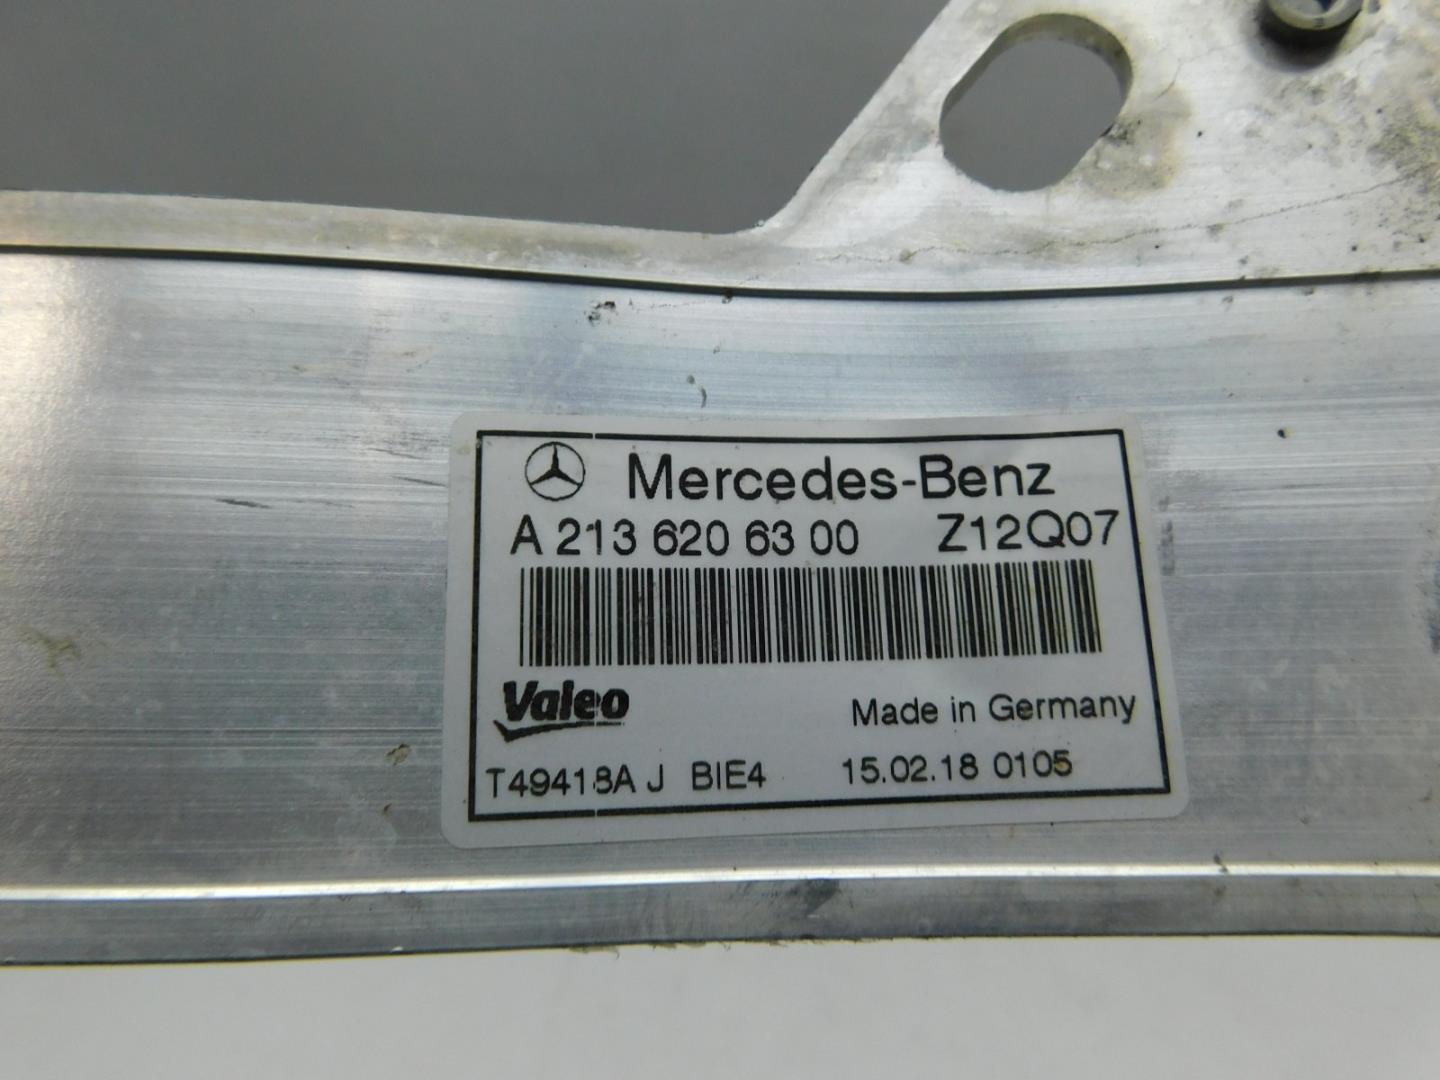 Mercedes-Benz
A 213 620 63 00 Z12Q07
Valeo
Made in Germany
T49418A J BIE4 15.02.18 0105